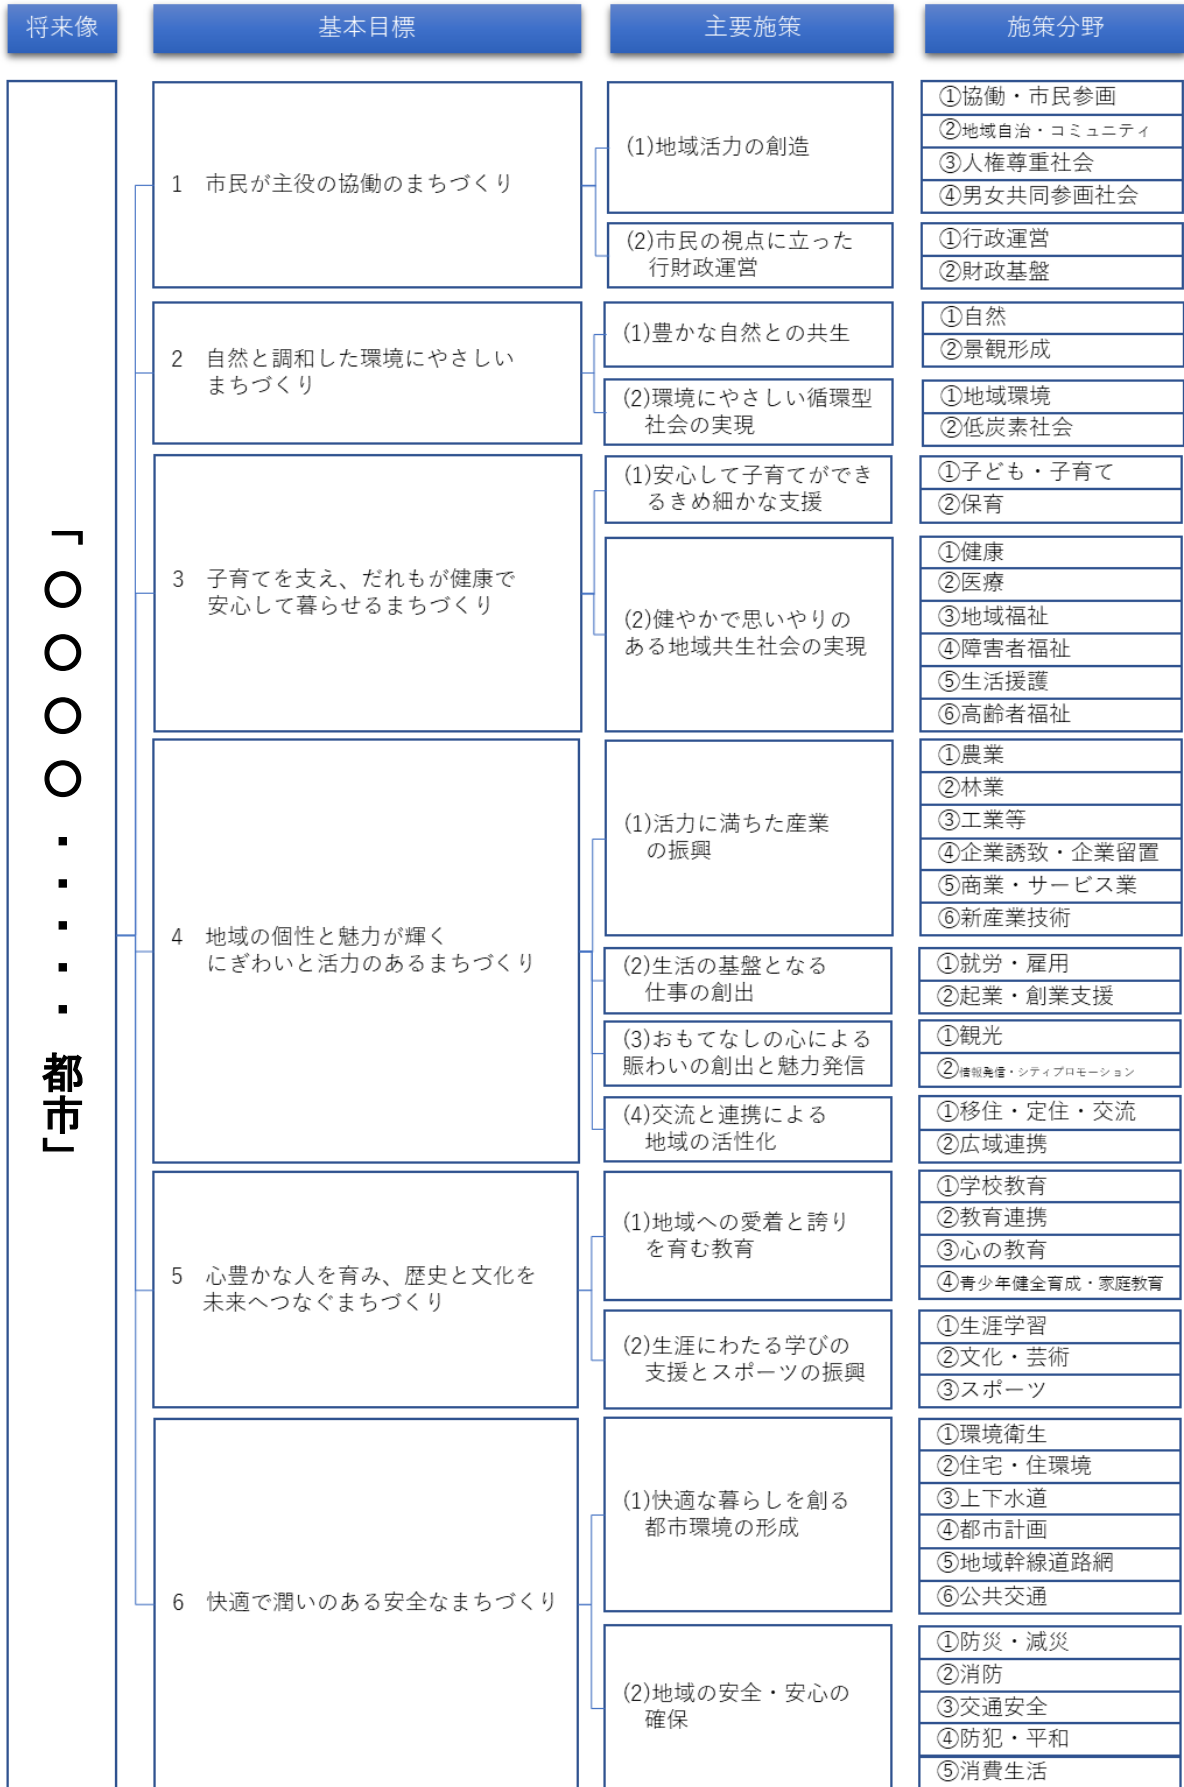 将来像
基本目標
主要施策
施策分野
「〇〇〇〇・・・・・都市」
1 市民が主役の協働のまちづくり
(1)地域活力の創造
①協働・市民参画
②地域自治・コミュニティ
③人権尊重社会
④男女共同参画社会
(2)市民の視点に立った
行財政運営
①行政運営
②財政基盤
2 自然と調和した環境にやさしい
まちづくり
(1)豊かな自然との共生
①自然
②景観形成
(2)環境にやさしい循環型
社会の実現
①地域環境
②低炭素社会
3 子育てを支え、だれもが健康で
安心して暮らせるまちづくり
(1)安心して子育てができ
るきめ細かな支援
①子ども・子育て
②保育
(2)健やかで思いやりの
ある地域共生社会の実現
①健康
②医療
③地域福祉
④障害者福祉
⑤生活援護
⑥高齢者福祉
4 地域の個性と魅力が輝く
にぎわいと活力のあるまちづくり
(1)活力に満ちた産業
の振興
①農業
②林業
③工業等
④企業誘致・企業留置
⑤商業・サービス業
⑥新産業技術
(2)生活の基盤となる
仕事の創出
①就労・雇用
②起業・創業支援
(3)おもてなしの心による
賑わいの創出と魅力発信
①観光
②情報発信・シティプロモーション
(4)交流と連携による
地域の活性化
①移住・定住・交流
②広域連携
5 心豊かな人を育み、歴史と文化を
未来へつなぐまちづくり
(1)地域への愛着と誇り
を育む教育
①学校教育
②教育連携
③心の教育
④青少年健全育成・家庭教育
(2)生涯にわたる学びの
支援とスポーツの振興
①生涯学習
②文化・芸術
③スポーツ
6 快適で潤いのある安全なまちづくり
(1)快適な暮らしを創る
都市環境の形成
①環境衛生
②住宅・住環境
③上下水道
④都市計画
⑤地域幹線道路網
⑥公共交通
(2)地域の安全・安心の
確保
①防災・減災
②消防
③交通安全
④防犯・平和
⑤消費生活